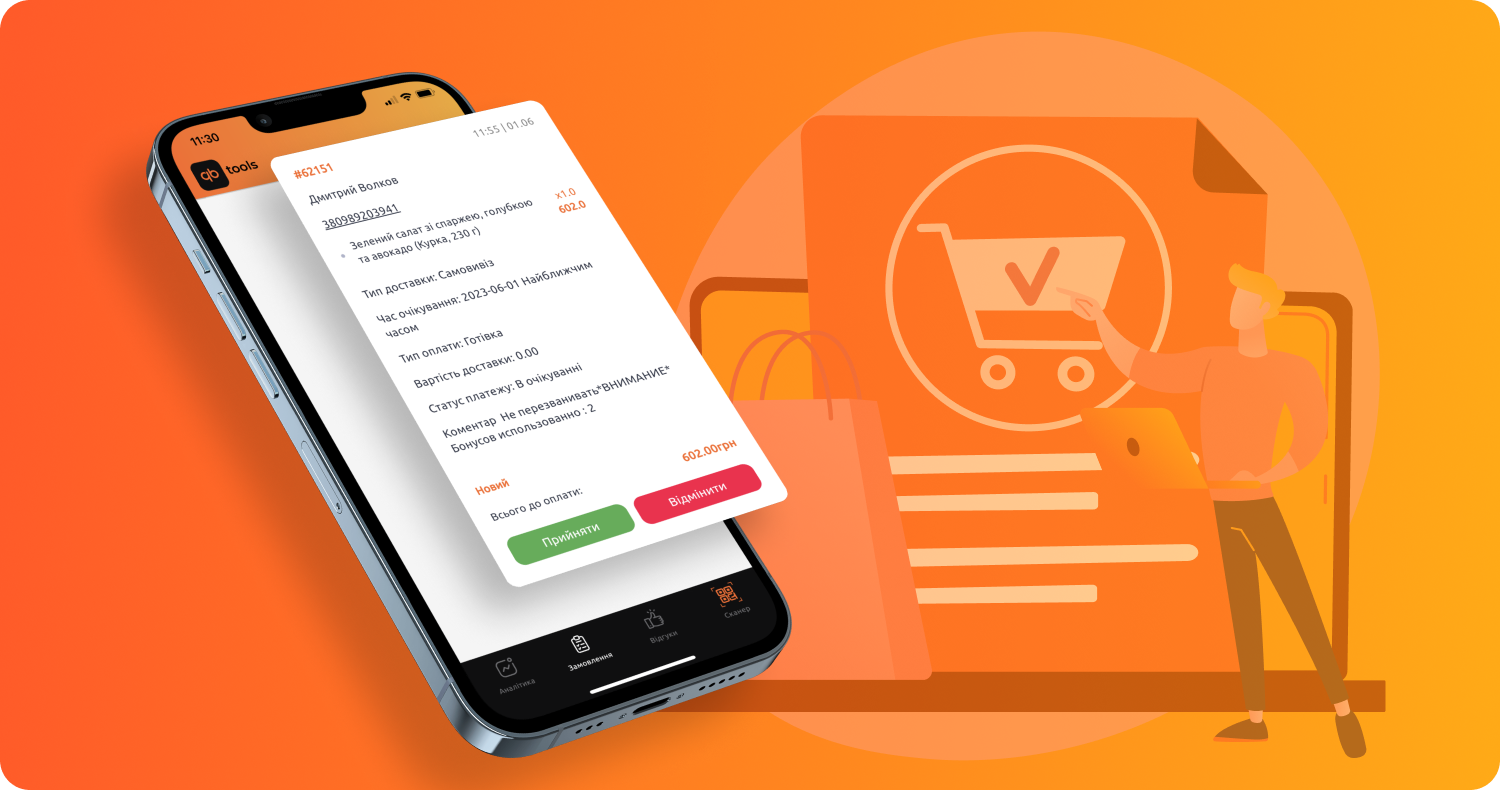 11:30
qb tools
11:55 | 01.06
#62151
Дмитрий Волков
380989203941
Зелений салат зі спаржею, голубкою
та авокадо (Курка, 230 г)
x1.0
602.0
Тип доставки: Самовивіз
Час очікування: 2023-06-01 Найближчим
часом
Тип оплати: Готівка
Вартість доставки: 0.00
Статус платежу: В очікуванні
Коментар Не перезванивать*ВНИМАНИЕ*
Бонусов использованно : 2
Новий
602.00грн
Всього до оплати:
Прийняти
Відмінити
Аналітика
Замовлення
Відгуки
Сканер